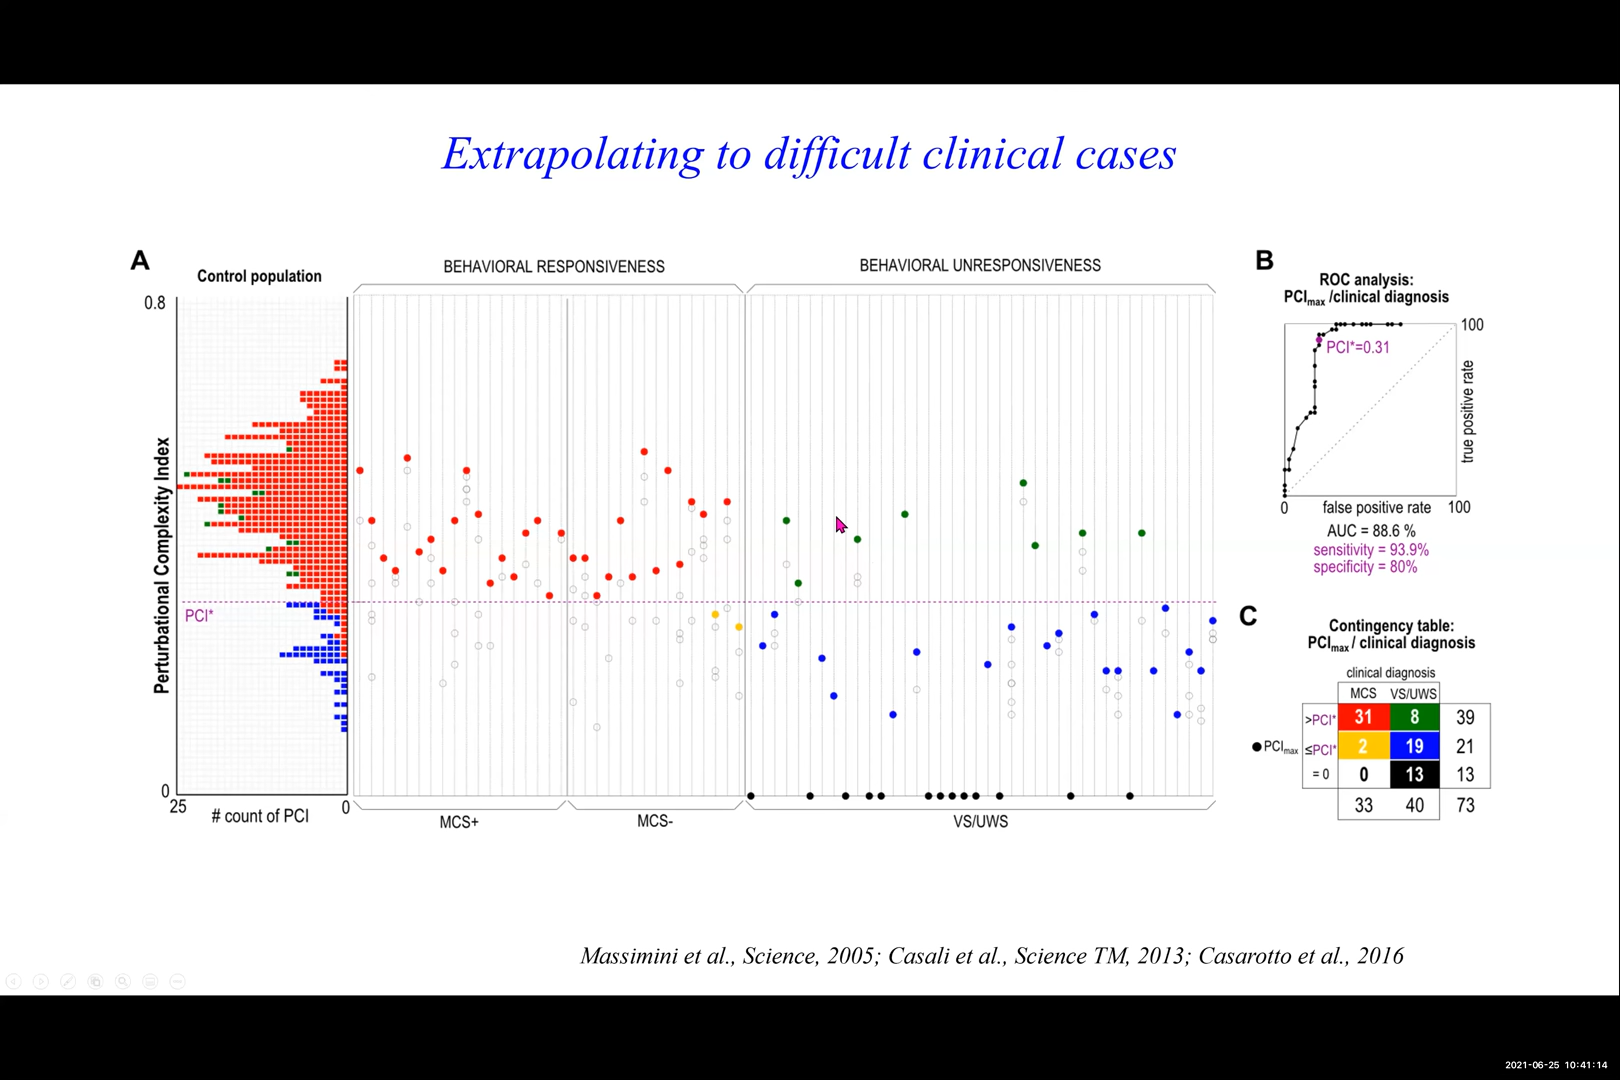 Extrapolating to difficult clinical cases
A
Control population
BEHAVIORAL RESPONSIVENESS
BEHAVIORAL UNRESPONSIVENESS
0.8
Perturbational Complexity Index
PCI*
0
25
# count of PCI
0
MCS+
MCS-
VS/UWS
B
ROC analysis:
PCImax /clinical diagnosis
100
PCI*=0.31
true positive rate
0
false positive rate
100
AUC = 88.6 %
sensitivity = 93.9%
specificity = 80%
C
Contingency table:
PCImax / clinical diagnosis
clinical diagnosis
MCS VS/UWS
>PCI* 31 8 39
PCImax ≤PCI* 2 19 21
= 0 0 13 13
33 40 73
Massimini et al., Science, 2005; Casali et al., Science TM, 2013; Casarotto et al., 2016
2021-06-25 10:41:14